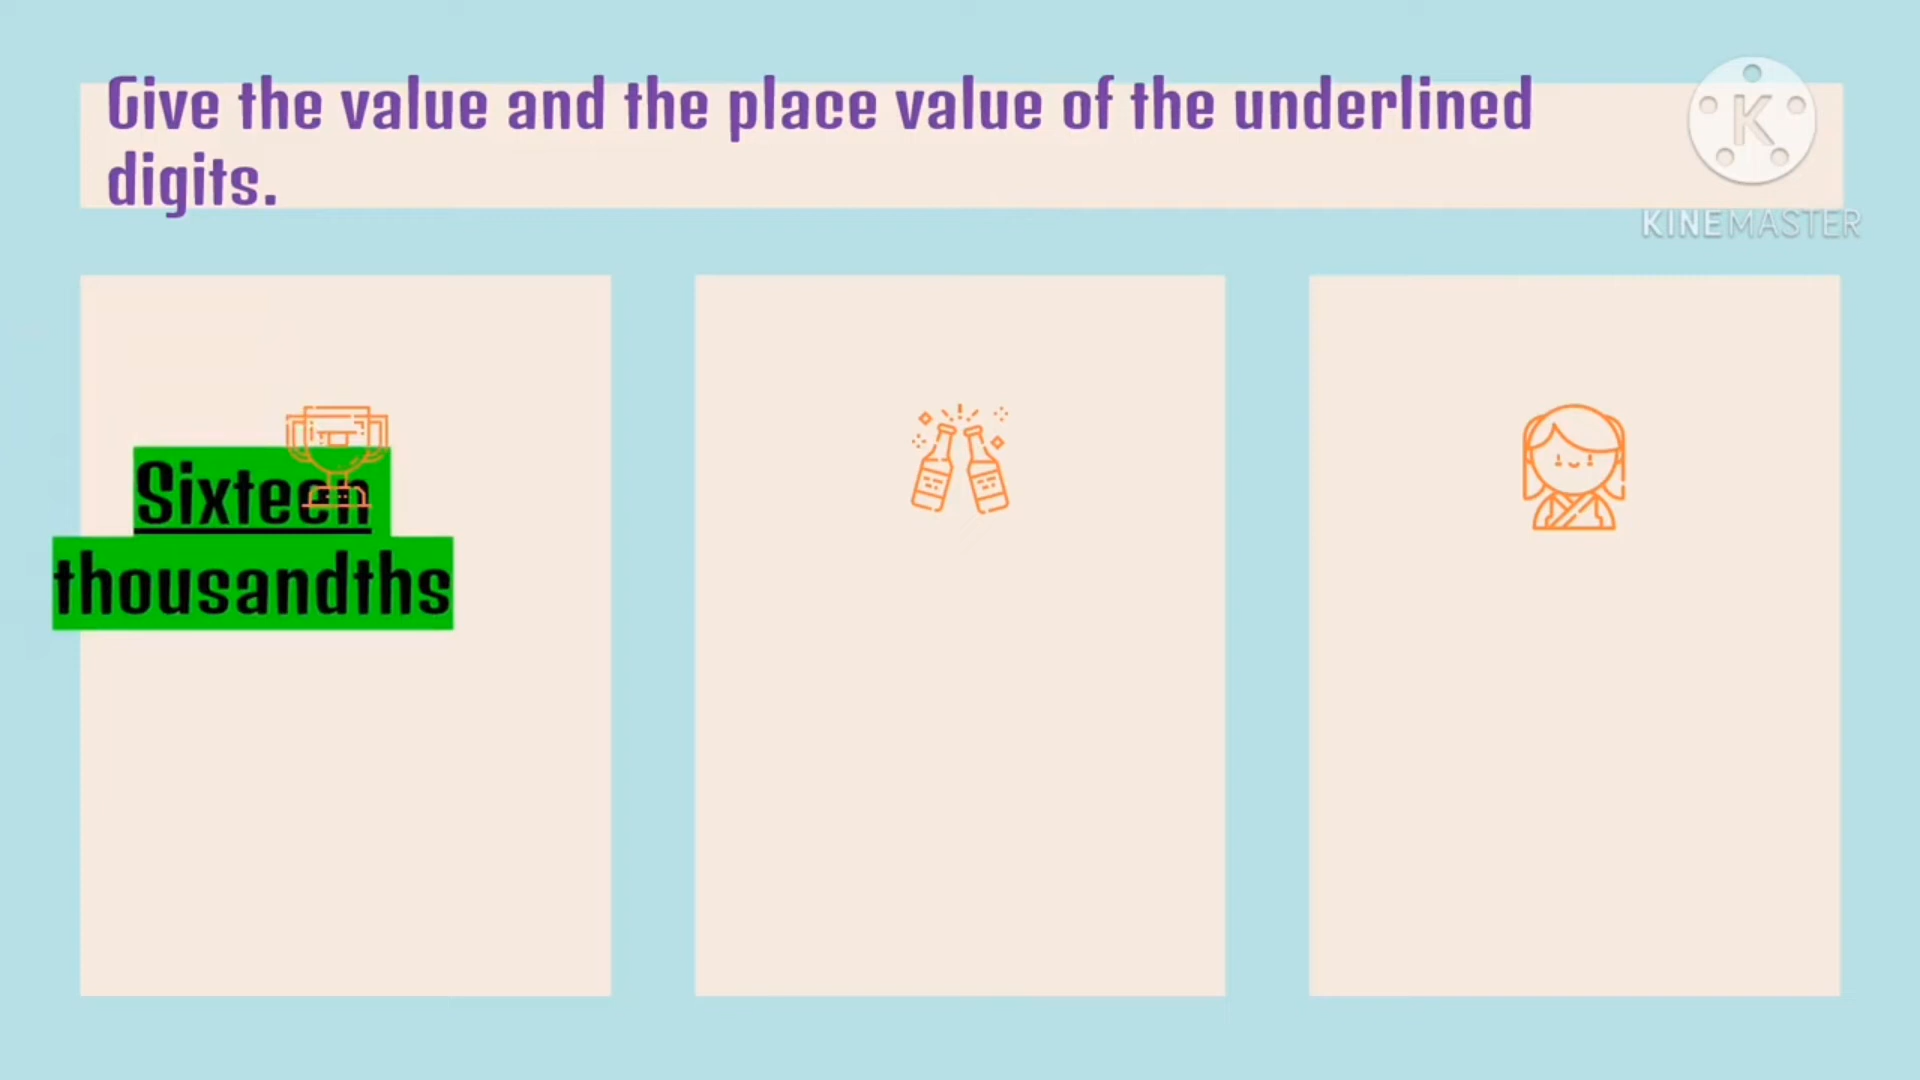 Give the value and the place value of the underlined
digits.
K
KINEMASTER
Sixteen
thousandths